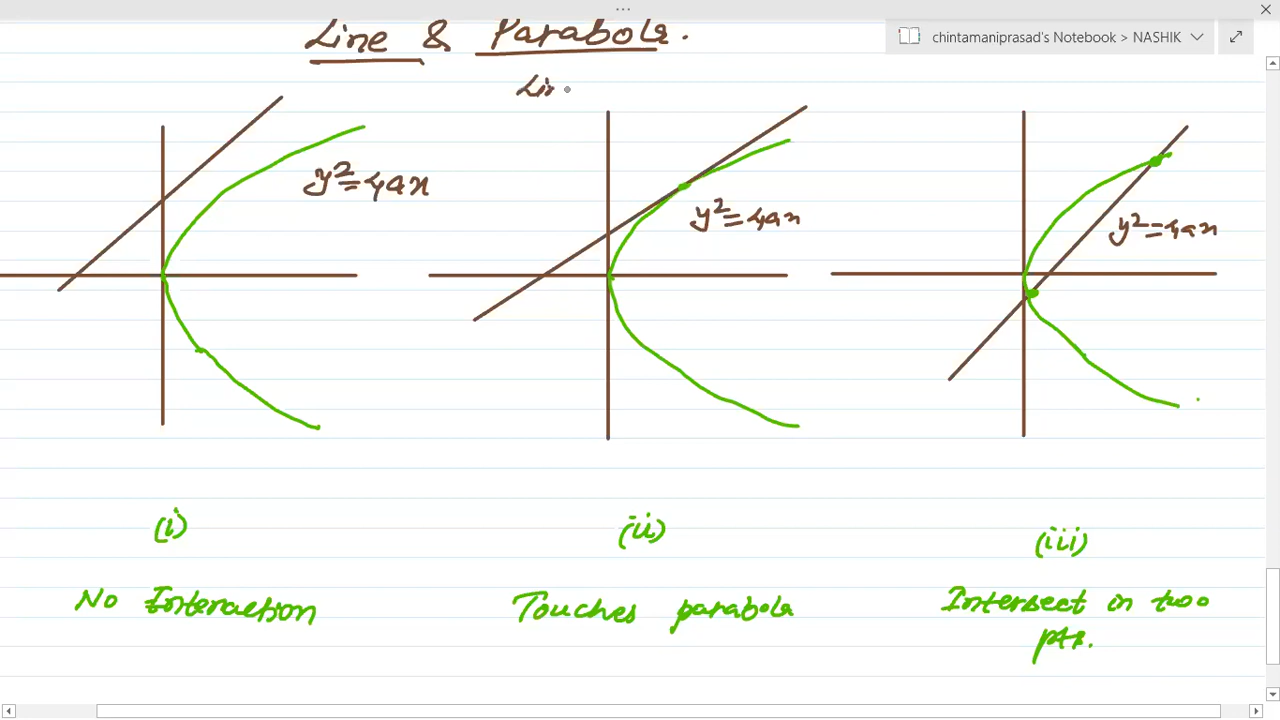 chintamaniprasad's Notebook > NASHIK
Line & Parabola.
Lin
y²=4ax
y²=4ax
y²=4ax
(i)
(ii)
(iii)
No Interaction
Touches parabola
Intersect in two
pts.